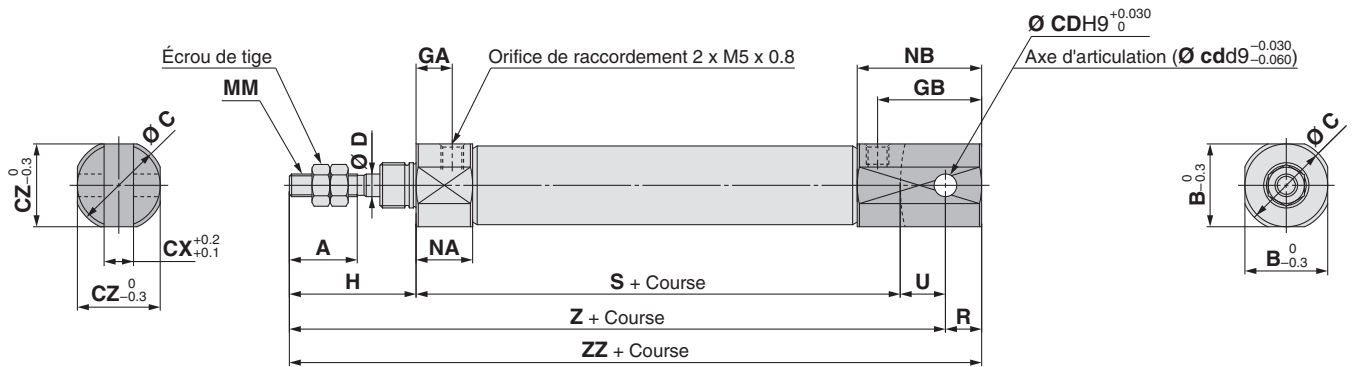 Ø CDH9 +0.030 0
Écrou de tige
GA
Orifice de raccordement 2 x M5 x 0.8
NB
Axe d'articulation (Ø cdd9 -0.030 -0.060)
MM
GB
Ø C
Ø D
Ø C
CZ 0 -0.3
B 0 -0.3
CX +0.2 +0.1
A
NA
CZ 0 -0.3
H
S + Course
U
B 0 -0.3
Z + Course
R
ZZ + Course